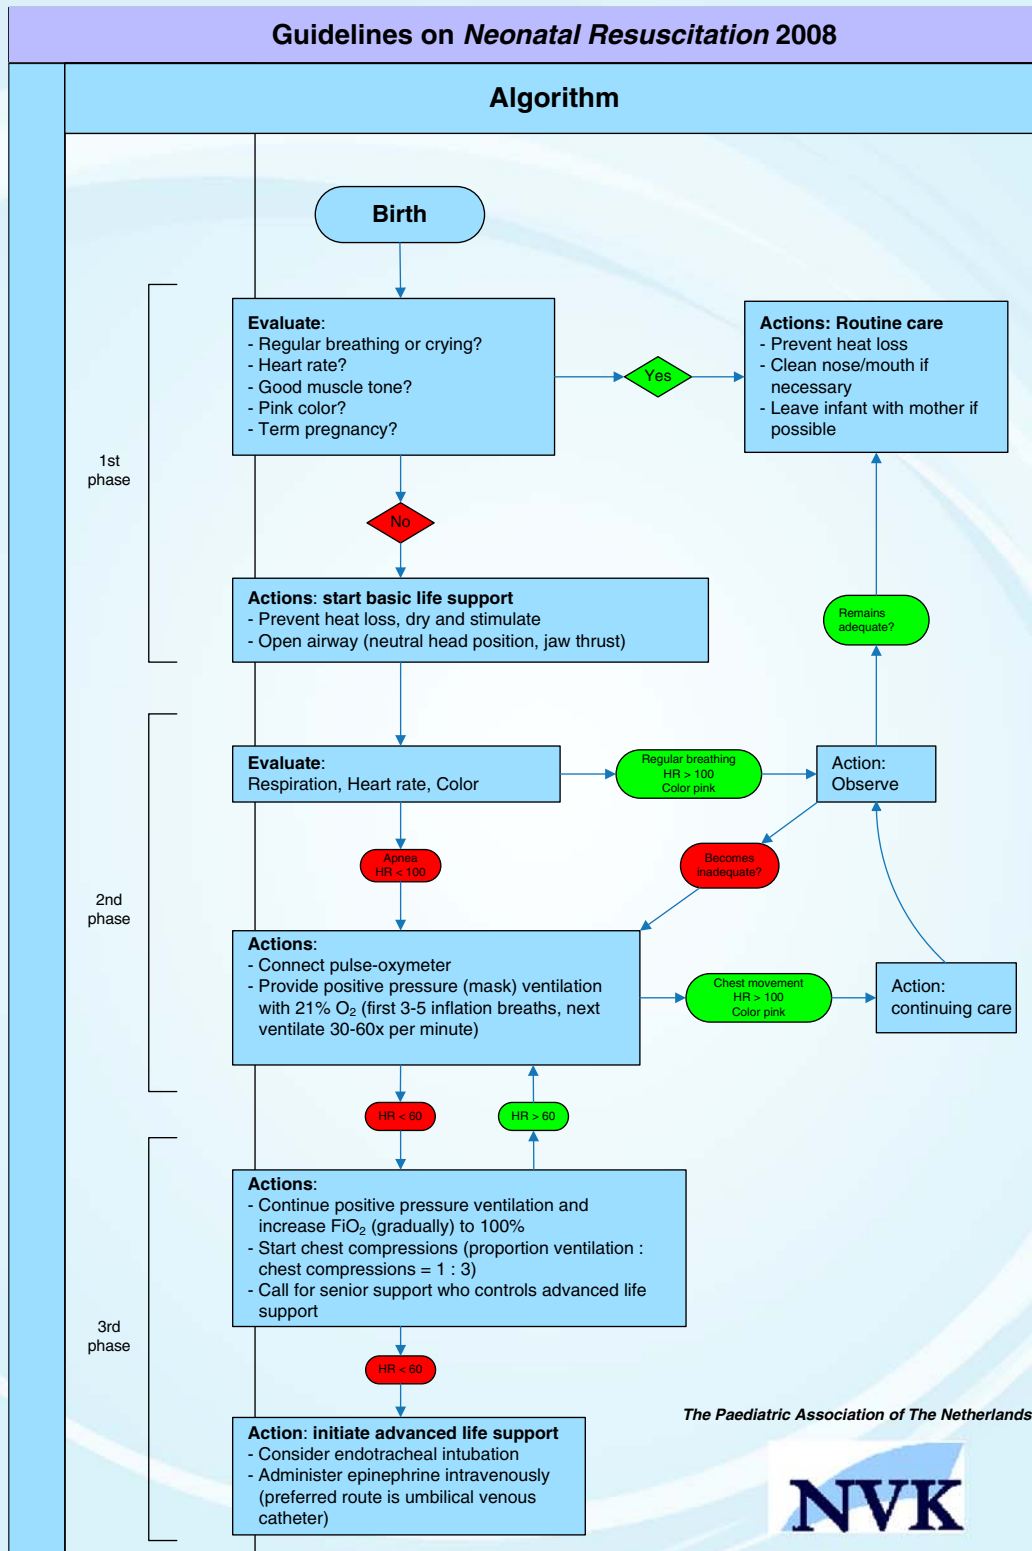 Guidelines on Neonatal Resuscitation 2008
Algorithm
Birth
1st
phase
Evaluate:
- Regular breathing or crying?
- Heart rate?
- Good muscle tone?
- Pink color?
- Term pregnancy?
Yes
Actions: Routine care
- Prevent heat loss
- Clean nose/mouth if
necessary
- Leave infant with mother if
possible
No
Actions: start basic life support
- Prevent heat loss, dry and stimulate
- Open airway (neutral head position, jaw thrust)
Remains
adequate?
2nd
phase
Evaluate:
Respiration, Heart rate, Color
Regular breathing
HR > 100
Color pink
Action:
Observe
Apnea
HR < 100
Becomes
inadequate?
Actions:
- Connect pulse-oxymeter
- Provide positive pressure (mask) ventilation
with 21% O₂ (first 3-5 inflation breaths, next
ventilate 30-60x per minute)
Chest movement
HR > 100
Color pink
Action:
continuing care
HR < 60
HR > 60
3rd
phase
Actions:
- Continue positive pressure ventilation and
increase FiO₂ (gradually) to 100%
- Start chest compressions (proportion ventilation :
chest compressions = 1 : 3)
- Call for senior support who controls advanced life
support
HR < 60
Action: initiate advanced life support
- Consider endotracheal intubation
- Administer epinephrine intravenously
(preferred route is umbilical venous
catheter)
The Paediatric Association of The Netherlands
NVK